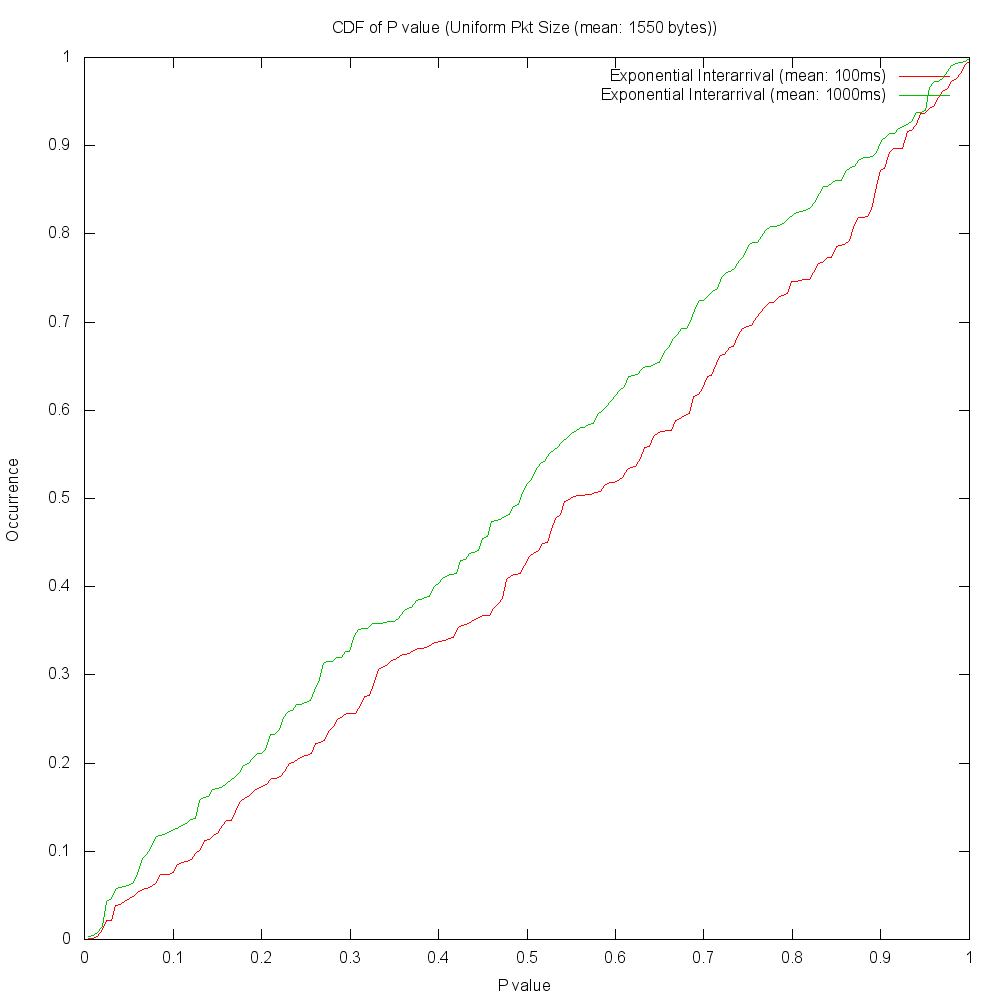 CDF of P value (Uniform Pkt Size (mean: 1550 bytes))
Exponential Interarrival (mean: 100ms)
Exponential Interarrival (mean: 1000ms)
1
0.9
0.8
0.7
0.6
0.5
0.4
0.3
0.2
0.1
0
Occurrence
0 0.1 0.2 0.3 0.4 0.5 0.6 0.7 0.8 0.9 1
P value